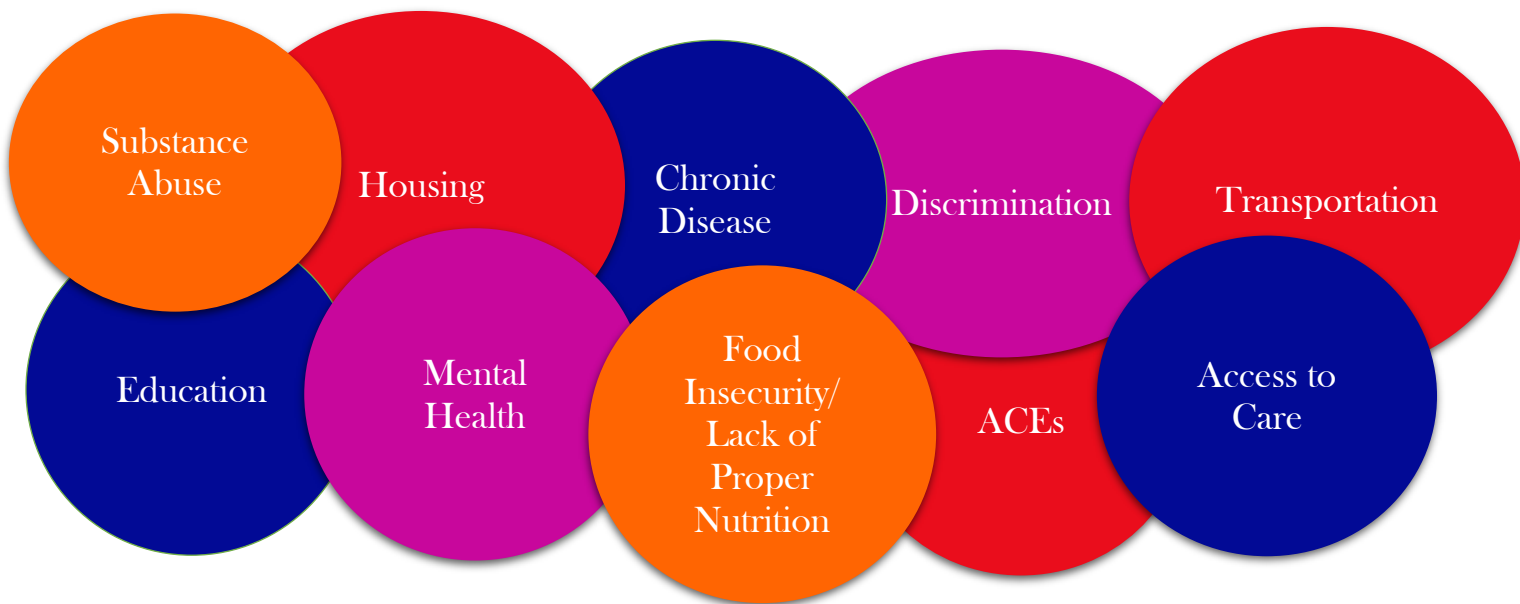 Substance
Abuse
Housing
Chronic
Disease
Discrimination
Transportation
Education
Mental
Health
Food
Insecurity/
Lack of
Proper
Nutrition
ACEs
Access to
Care